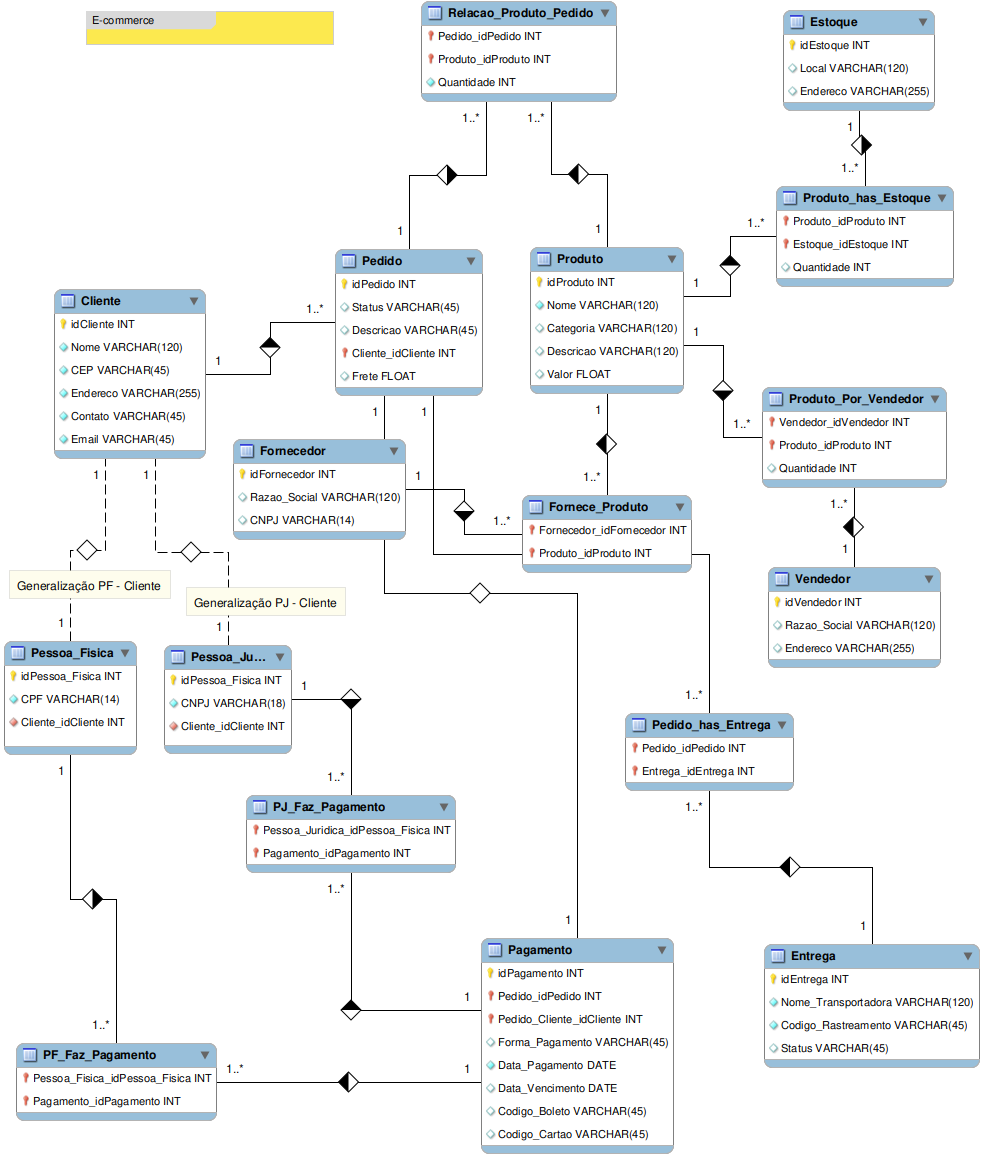 E-commerce
Relacao_Produto_Pedido
Pedido_idPedido INT
Produto_idProduto INT
Quantidade INT
1..*
1..*
1
1
Estoque
idEstoque INT
Local VARCHAR(120)
Endereco VARCHAR(255)
1
1..*
Produto_has_Estoque
Produto_idProduto INT
Estoque_idEstoque INT
Quantidade INT
1..*
1
Pedido
idPedido INT
Status VARCHAR(45)
Descricao VARCHAR(45)
Cliente_idCliente INT
Frete FLOAT
1..*
1
1
1
Produto
idProduto INT
Nome VARCHAR(120)
Categoria VARCHAR(120)
Descricao VARCHAR(120)
Valor FLOAT
1
1..*
1
1..*
Cliente
idCliente INT
Nome VARCHAR(120)
CEP VARCHAR(45)
Endereco VARCHAR(255)
Contato VARCHAR(45)
Email VARCHAR(45)
1
1
Produto_Por_Vendedor
Vendedor_idVendedor INT
Produto_idProduto INT
Quantidade INT
1..*
1
Fornecedor
idFornecedor INT
Razao_Social VARCHAR(120)
CNPJ VARCHAR(14)
1
1..*
Fornece_Produto
Fornecedor_idFornecedor INT
Produto_idProduto INT
Vendedor
idVendedor INT
Razao_Social VARCHAR(120)
Endereco VARCHAR(255)
Generalização PF - Cliente
Generalização PJ - Cliente
1
1
Pessoa_Fisica
idPessoa_Fisica INT
CPF VARCHAR(14)
Cliente_idCliente INT
1
Pessoa_Ju...
idPessoa_Fisica INT
CNPJ VARCHAR(18)
Cliente_idCliente INT
1
1..*
1..*
Pedido_has_Entrega
Pedido_idPedido INT
Entrega_idEntrega INT
1..*
1
PJ_Faz_Pagamento
Pessoa_Juridica_idPessoa_Fisica INT
Pagamento_idPagamento INT
1..*
1
1
Pagamento
idPagamento INT
Pedido_idPedido INT
Pedido_Cliente_idCliente INT
Forma_Pagamento VARCHAR(45)
Data_Pagamento DATE
Data_Vencimento DATE
Codigo_Boleto VARCHAR(45)
Codigo_Cartao VARCHAR(45)
Entrega
idEntrega INT
Nome_Transportadora VARCHAR(120)
Codigo_Rastreamento VARCHAR(45)
Status VARCHAR(45)
1..*
PF_Faz_Pagamento
Pessoa_Fisica_idPessoa_Fisica INT
Pagamento_idPagamento INT
1..*
1